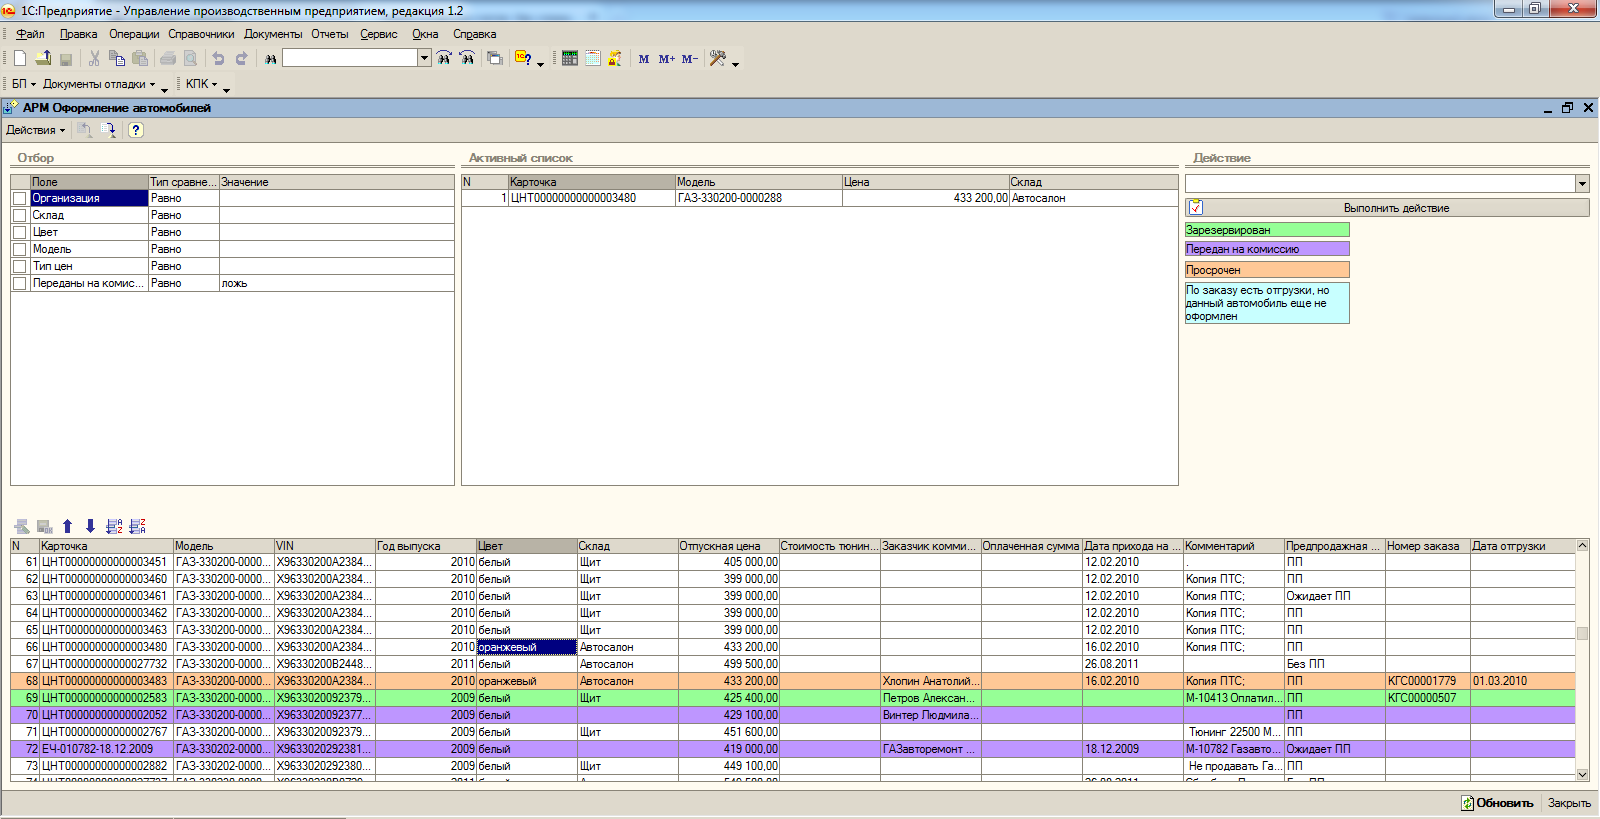 1С:Предприятие - Управление производственным предприятием, редакция 1.2
Файл Правка Операции Справочники Документы Отчеты Сервис Окна Справка
M M+ M-
БП Документы отладки КПК
АРМ Оформление автомобилей
Действия
Отбор Активный список Действие
Поле Тип сравне... Значение
Организация Равно
Склад Равно
Цвет Равно
Модель Равно
Тип цен Равно
Переданы на комис... Равно ложь
N Карточка Модель Цена Склад
1 ЦНТ00000000000003480 ГАЗ-330200-0000288 433 200,00 Автосалон
Выполнить действие
Зарезервирован
Передан на комиссию
Просрочен
По заказу есть отгрузки, но
данный автомобиль еще не
оформлен
N Карточка Модель VIN Год выпуска Цвет Склад Отпускная цена Стоимость тюнин... Заказчик комми... Оплаченная сумма Дата прихода на ... Комментарий Предпродажная ... Номер заказа Дата отгрузки
61 ЦНТ00000000000003451 ГАЗ-330200-0000... X96330200A2384... 2010 белый Щит 405 000,00 12.02.2010 . ПП
62 ЦНТ00000000000003460 ГАЗ-330200-0000... X96330200A2384... 2010 белый Щит 399 000,00 12.02.2010 Копия ПТС; ПП
63 ЦНТ00000000000003461 ГАЗ-330200-0000... X96330200A2384... 2010 белый Щит 399 000,00 12.02.2010 Копия ПТС; Ожидает ПП
64 ЦНТ00000000000003462 ГАЗ-330200-0000... X96330200A2384... 2010 белый Щит 399 000,00 12.02.2010 Копия ПТС; ПП
65 ЦНТ00000000000003463 ГАЗ-330200-0000... X96330200A2384... 2010 белый Щит 399 000,00 12.02.2010 Копия ПТС; ПП
66 ЦНТ00000000000003480 ГАЗ-330200-0000... X96330200A2384... 2010 оранжевый Автосалон 433 200,00 16.02.2010 Копия ПТС; ПП
67 ЦНТ00000000000027732 ГАЗ-330200-0000... X96330200B2448... 2011 белый Автосалон 499 500,00 26.08.2011 Без ПП
68 ЦНТ00000000000003483 ГАЗ-330200-0000... X96330200A2384... 2010 оранжевый Автосалон 433 200,00 Хлопин Анатолий... 16.02.2010 Копия ПТС; ПП КГС00001779 01.03.2010
69 ЦНТ00000000000002583 ГАЗ-330200-0000... X9633020092379... 2009 белый Щит 425 400,00 Петров Алексан... М-10413 Оплатил... ПП КГС00000507
70 ЦНТ00000000000002052 ГАЗ-330200-0000... X9633020092377... 2009 белый 429 100,00 Винтер Людмила... ПП
71 ЦНТ00000000000002767 ГАЗ-330200-0000... X9633020092379... 2009 белый Щит 451 600,00 Тюнинг 22500 М... ПП
72 ЕЧ-010782-18.12.2009 ГАЗ-330202-0000... X9633020292381... 2009 белый 419 000,00 ГАЗавторемонт ... 18.12.2009 М-10782 Газавто... Ожидает ПП
73 ЦНТ00000000000002882 ГАЗ-330202-0000... X9633020292380... 2009 белый Щит 449 100,00 Не продавать Га... ПП
Обновить Закрыть